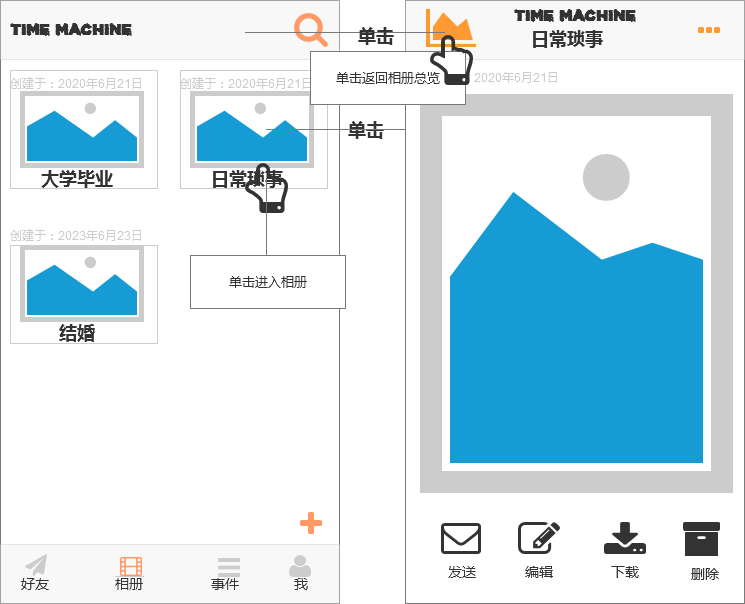 TIME MACHINE
单击
TIME MACHINE
日常琐事
单击返回相册总览
创建于：2020年6月21日
创建于：2020年6月21日
2020年6月21日
大学毕业
日常琐事
单击
创建于：2023年6月23日
结婚
单击进入相册
好友
相册
事件
我
发送
编辑
下载
删除